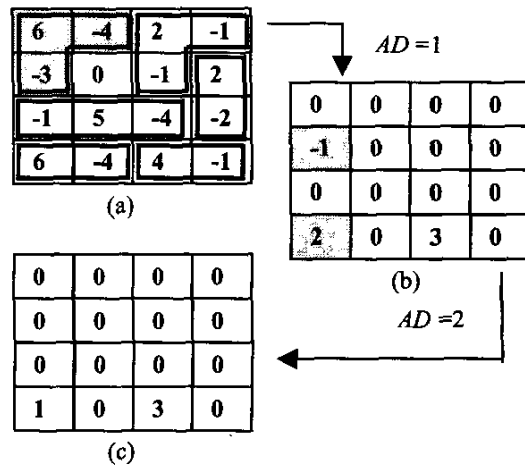 6 -4 2 -1
-3 0 -1 2
-1 5 -4 -2
6 -4 4 -1
(a)
AD =1
0 0 0 0
-1 0 0 0
0 0 0 0
2 0 3 0
(b)
AD =2
0 0 0 0
0 0 0 0
0 0 0 0
1 0 3 0
(c)